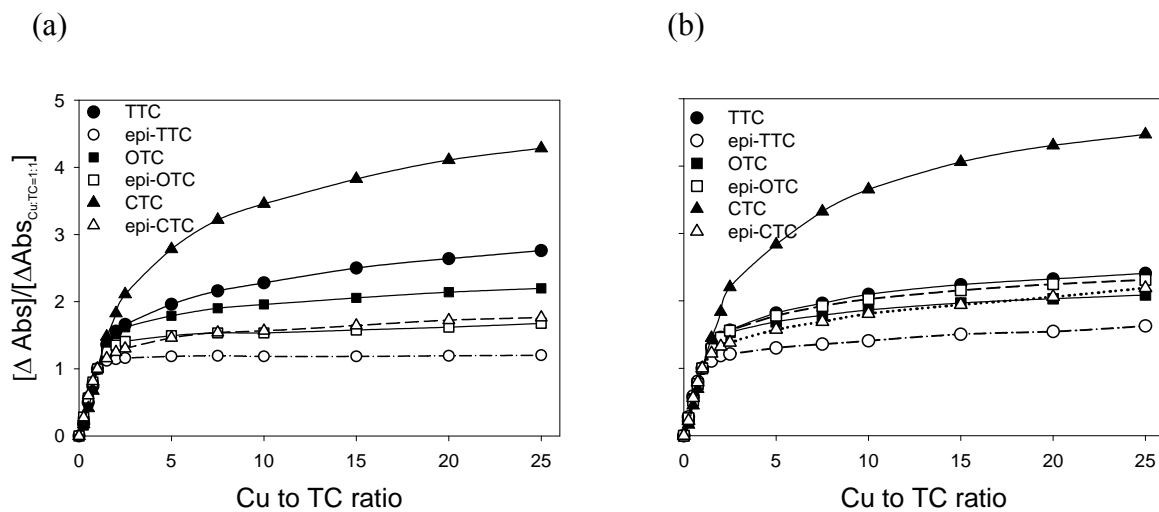 (a)
[Δ Abs]/[ΔAbsCu:TC=1:1]
5
4
3
2
1
0
TTC
epi-TTC
OTC
epi-OTC
CTC
epi-CTC
0 5 10 15 20 25
Cu to TC ratio
(b)
TTC
epi-TTC
OTC
epi-OTC
CTC
epi-CTC
0 5 10 15 20 25
Cu to TC ratio